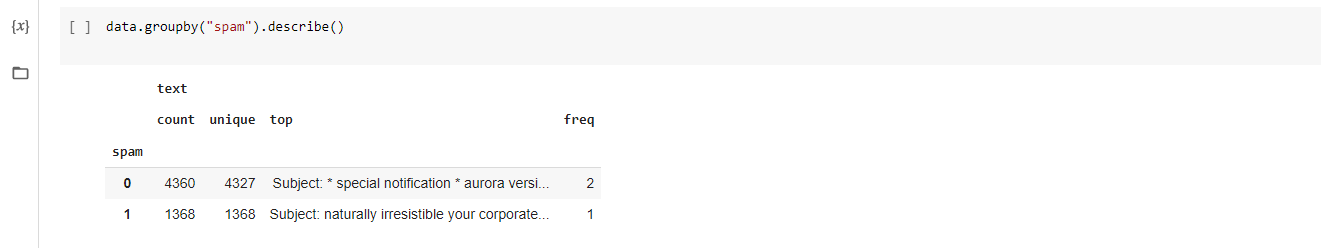 {x}
[ ] data.groupby("spam").describe()
text
count unique top freq
spam
0 4360 4327 Subject: * special notification * aurora versi... 2
1 1368 1368 Subject: naturally irresistible your corporate... 1